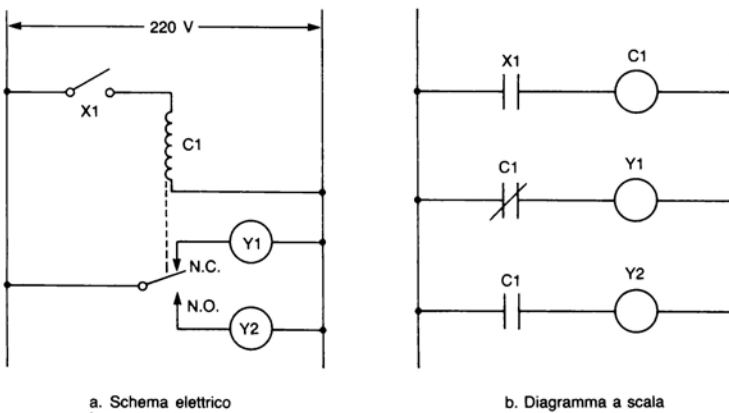 220 V
X1
C1
Y1
N.C.
N.O.
Y2
a. Schema elettrico
X1
C1
C1
Y1
C1
Y2
b. Diagramma a scala